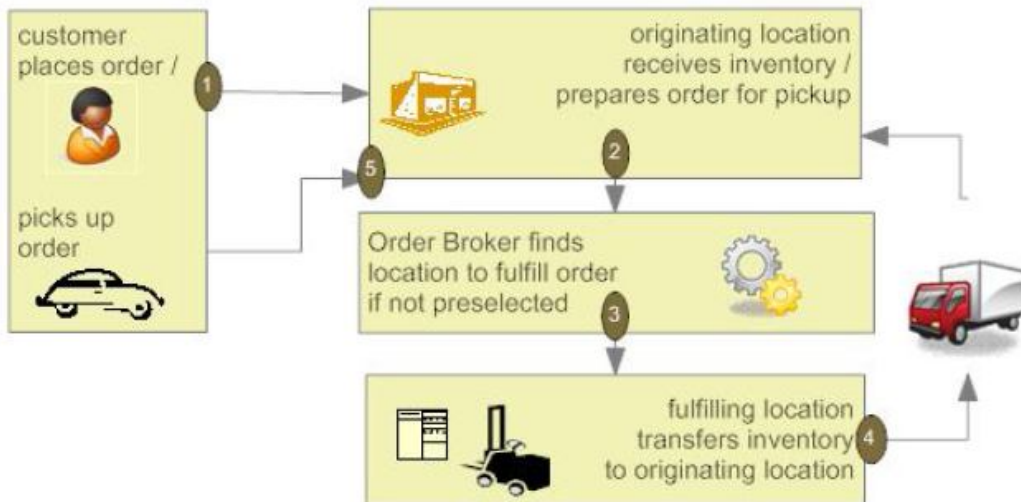 customer
places order /
1
picks up
order
5
originating location
receives inventory /
prepares order for pickup
2
Order Broker finds
location to fulfill order
if not preselected
3
fulfilling location
transfers inventory
to originating location
4